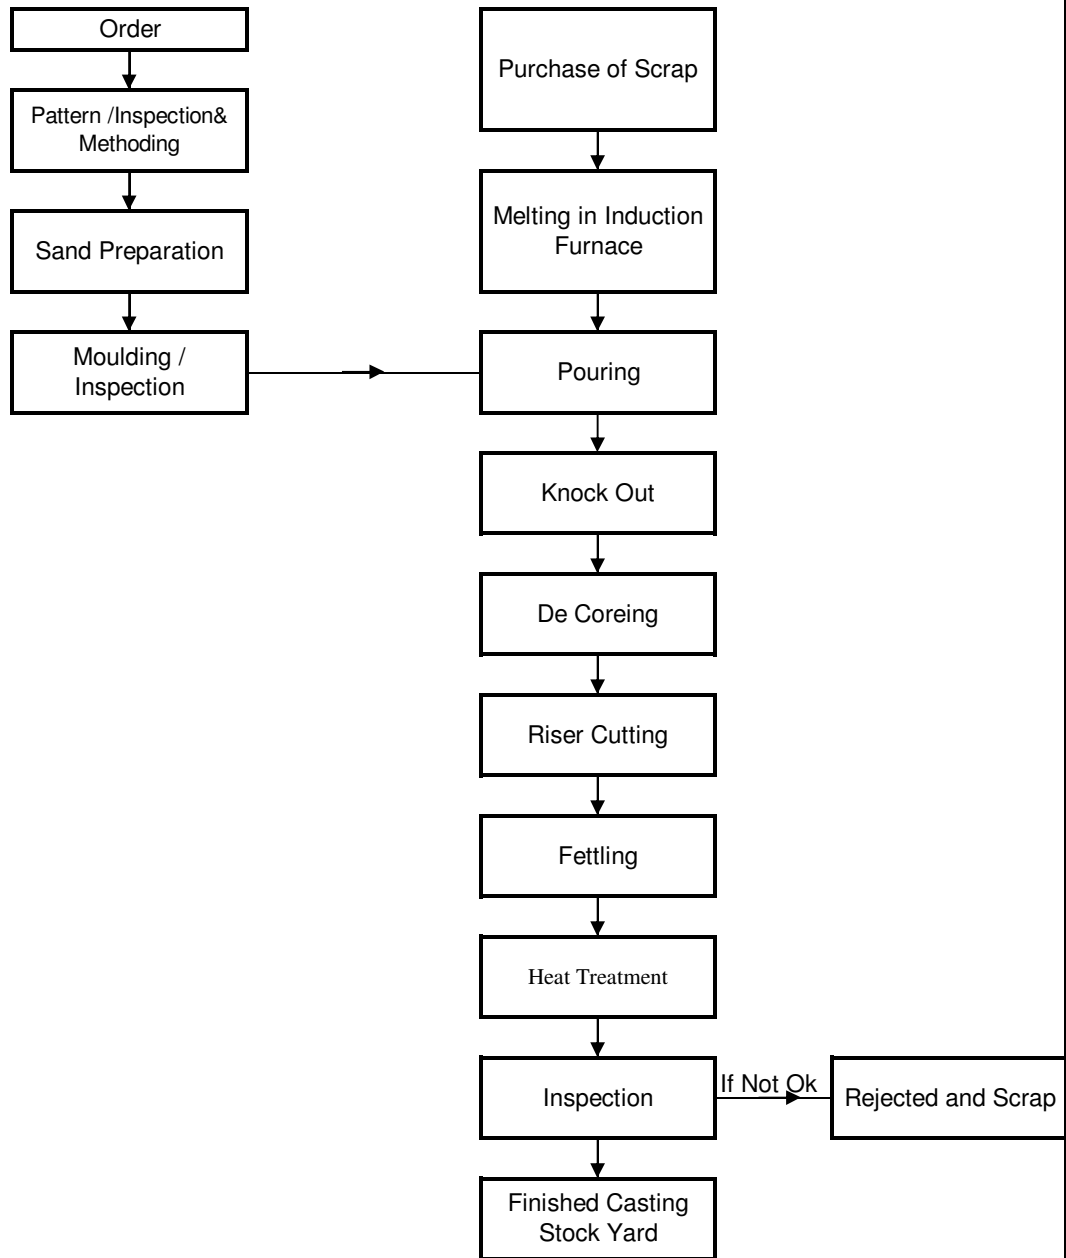 Order
Pattern /Inspection&
Methoding
Sand Preparation
Moulding /
Inspection
Purchase of Scrap
Melting in Induction
Furnace
Pouring
Knock Out
De Coreing
Riser Cutting
Fettling
Heat Treatment
Inspection
If Not Ok
Rejected and Scrap
Finished Casting
Stock Yard